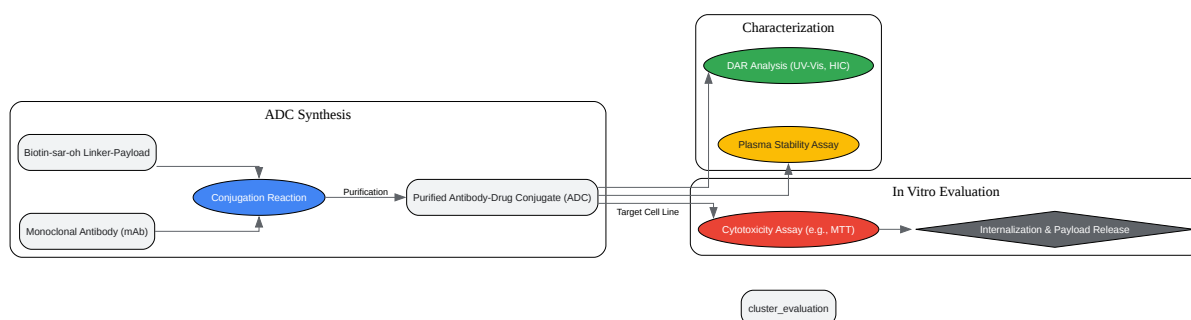 Characterization
DAR Analysis (UV-Vis, HIC)
Plasma Stability Assay
ADC Synthesis
Biotin-sar-oh Linker-Payload
Conjugation Reaction
Purification
Purified Antibody-Drug Conjugate (ADC)
Monoclonal Antibody (mAb)
Target Cell Line
In Vitro Evaluation
Cytotoxicity Assay (e.g., MTT)
Internalization & Payload Release
cluster_evaluation